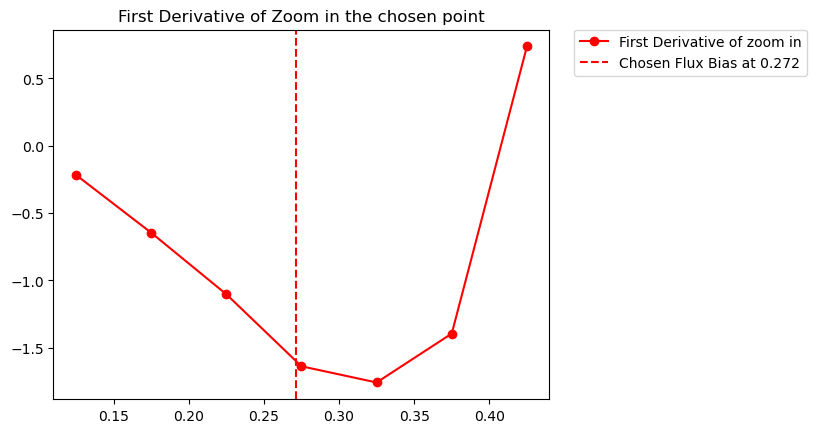 First Derivative of Zoom in the chosen point
First Derivative of zoom in
Chosen Flux Bias at 0.272
0.5
0.0
−0.5
−1.0
−1.5
0.15 0.20 0.25 0.30 0.35 0.40